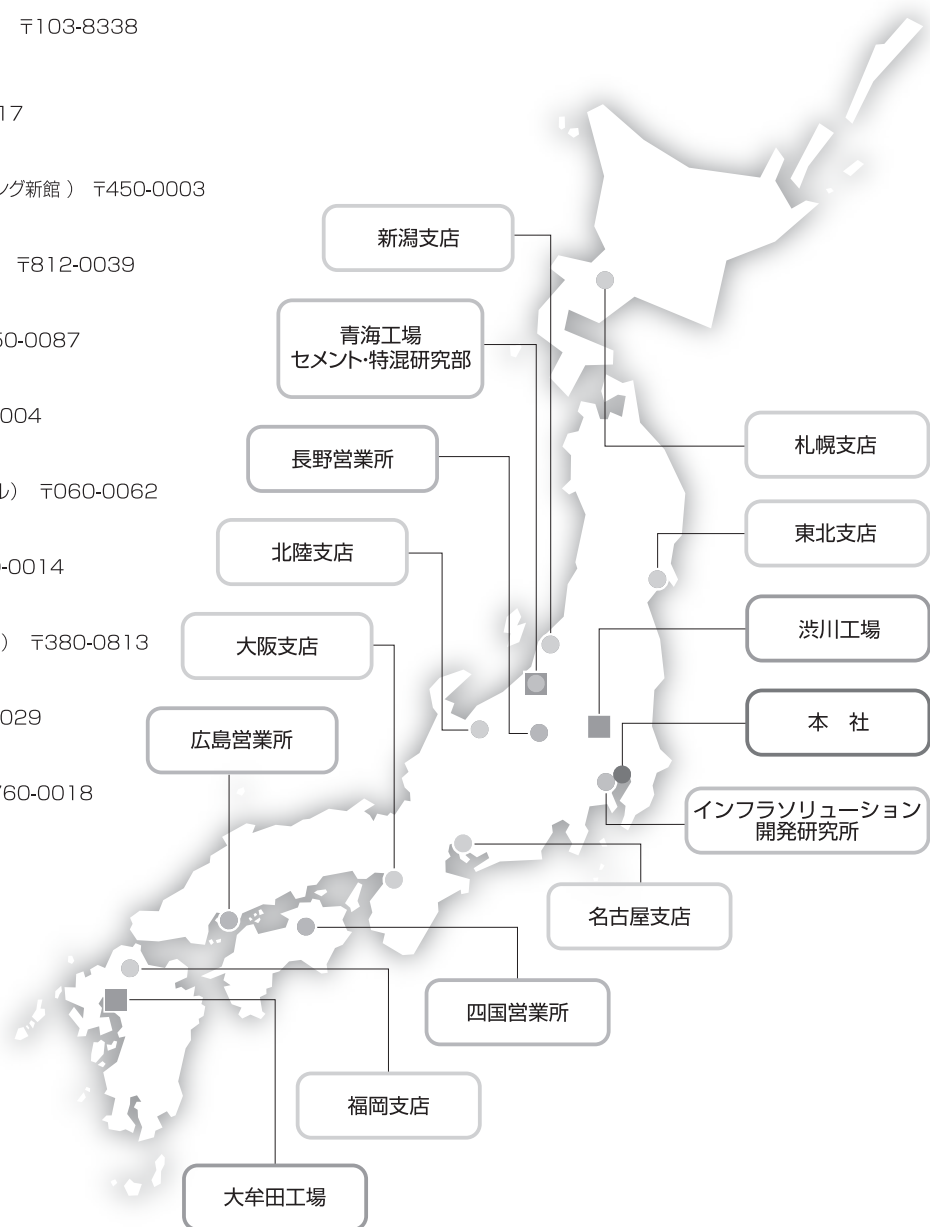 〒103-8338
17
ング新館 ） 〒450-0003
〒812-0039
50-0087
004
ル） 〒060-0062
0-0014
） 〒380-0813
029
760-0018
新潟支店
青海工場
セメント・特混研究部
長野営業所
北陸支店
大阪支店
広島営業所
札幌支店
東北支店
渋川工場
本　社
インフラソリューション
開発研究所
名古屋支店
四国営業所
福岡支店
大牟田工場